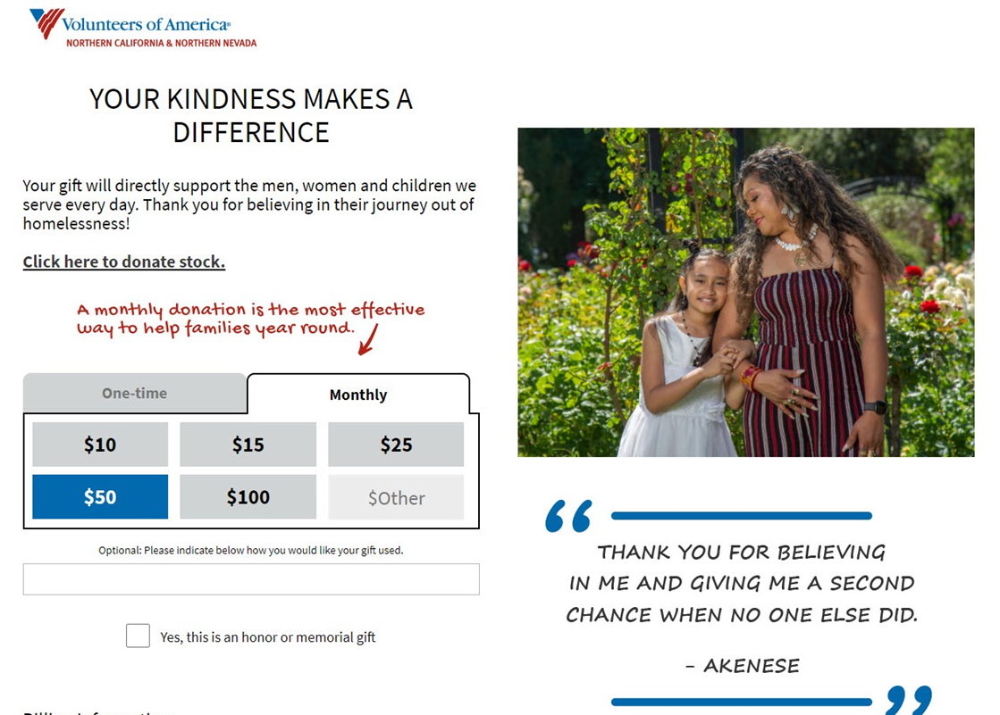 Volunteers of America®
NORTHERN CALIFORNIA & NORTHERN NEVADA
YOUR KINDNESS MAKES A
DIFFERENCE
Your gift will directly support the men, women and children we
serve every day. Thank you for believing in their journey out of
homelessness!
Click here to donate stock.
A monthly donation is the most effective
way to help families year round.
One-time
Monthly
$10
$15
$25
$50
$100
$Other
Optional: Please indicate below how you would like your gift used.
Yes, this is an honor or memorial gift
“
THANK YOU FOR BELIEVING
IN ME AND GIVING ME A SECOND
CHANCE WHEN NO ONE ELSE DID.
- AKENESE
”